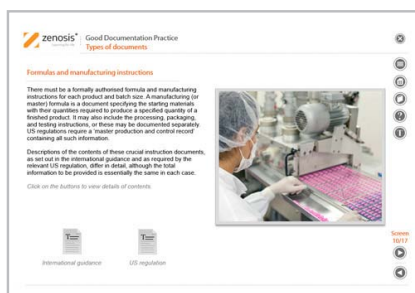 zenosis
Good Documentation Practice
Types of documents
Formulas and manufacturing instructions
There must be a formally authorised formula and manufacturing
instructions for each product and batch size. A manufacturing (or
master) formula is a document specifying the starting materials
with their quantities required to produce a specified quantity of a
finished product. It may also include the processing, packaging,
and testing instructions, or these may be documented separately.
US regulations require a 'master production and control record'
containing all such information.
Descriptions of the contents of these crucial instruction documents,
as set out in the international guidance and as required by the
relevant US regulation, differ in detail, although the total
information to be provided is essentially the same in each case.
Click on the buttons to view details of contents.
International guidance
US regulation
Screen
10/17